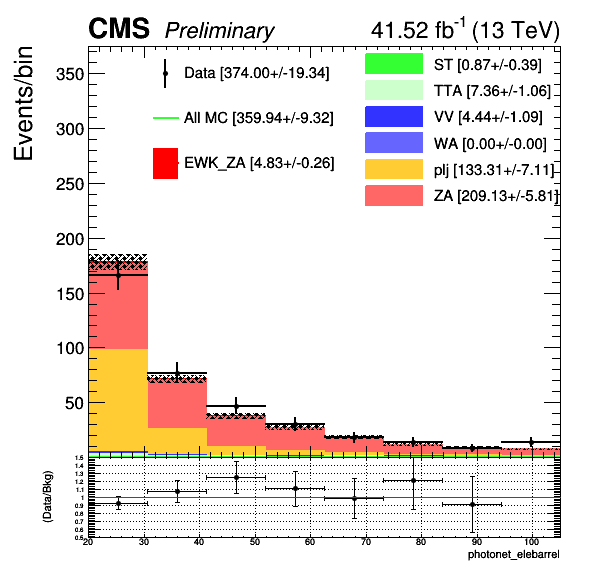 CMS Preliminary 41.52 fb-1 (13 TeV)
Events/bin
350
300
250
200
150
100
50
Data [374.00+/-19.34]
All MC [359.94+/-9.32]
EWK_ZA [4.83+/-0.26]
ST [0.87+/-0.39]
TTA [7.36+/-1.06]
VV [4.44+/-1.09]
WA [0.00+/-0.00]
plj [133.31+/-7.11]
ZA [209.13+/-5.81]
(Data/Bkg)
1.5
1.4
1.3
1.2
1.1
1
0.9
0.8
0.7
0.6
0.5
20 30 40 50 60 70 80 90 100
photonet_elebarrel